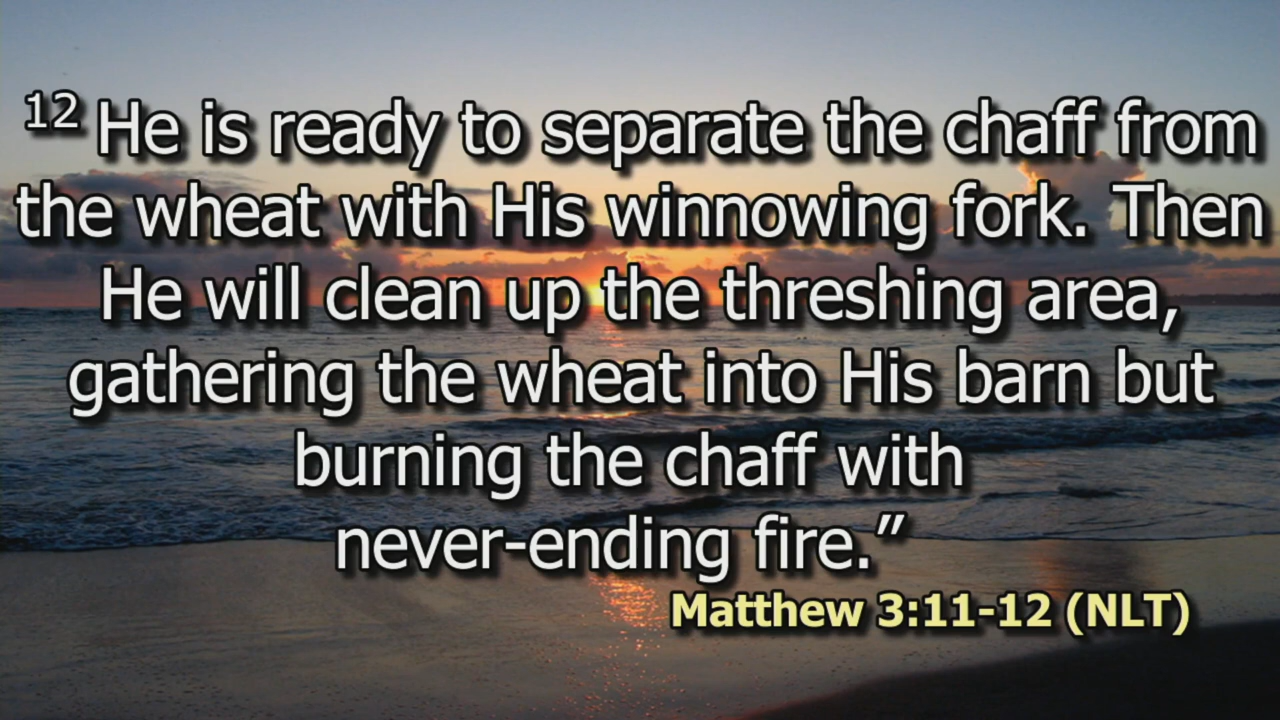 12 He is ready to separate the chaff from
the wheat with His winnowing fork. Then
He will clean up the threshing area,
gathering the wheat into His barn but
burning the chaff with
never-ending fire.”
Matthew 3:11-12 (NLT)